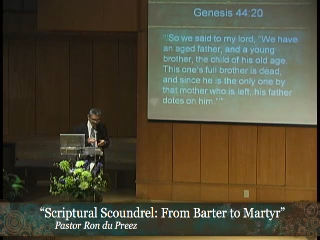 Genesis 44:20
"'So we said to my lord, "We have
an aged father, and a young
brother, the child of his old age.
This one's full brother is dead,
and since he is the only one by
that mother who is left, his father
dotes on him."'"
"Scriptural Scoundrel: From Barter to Martyr"
Pastor Ron du Preez